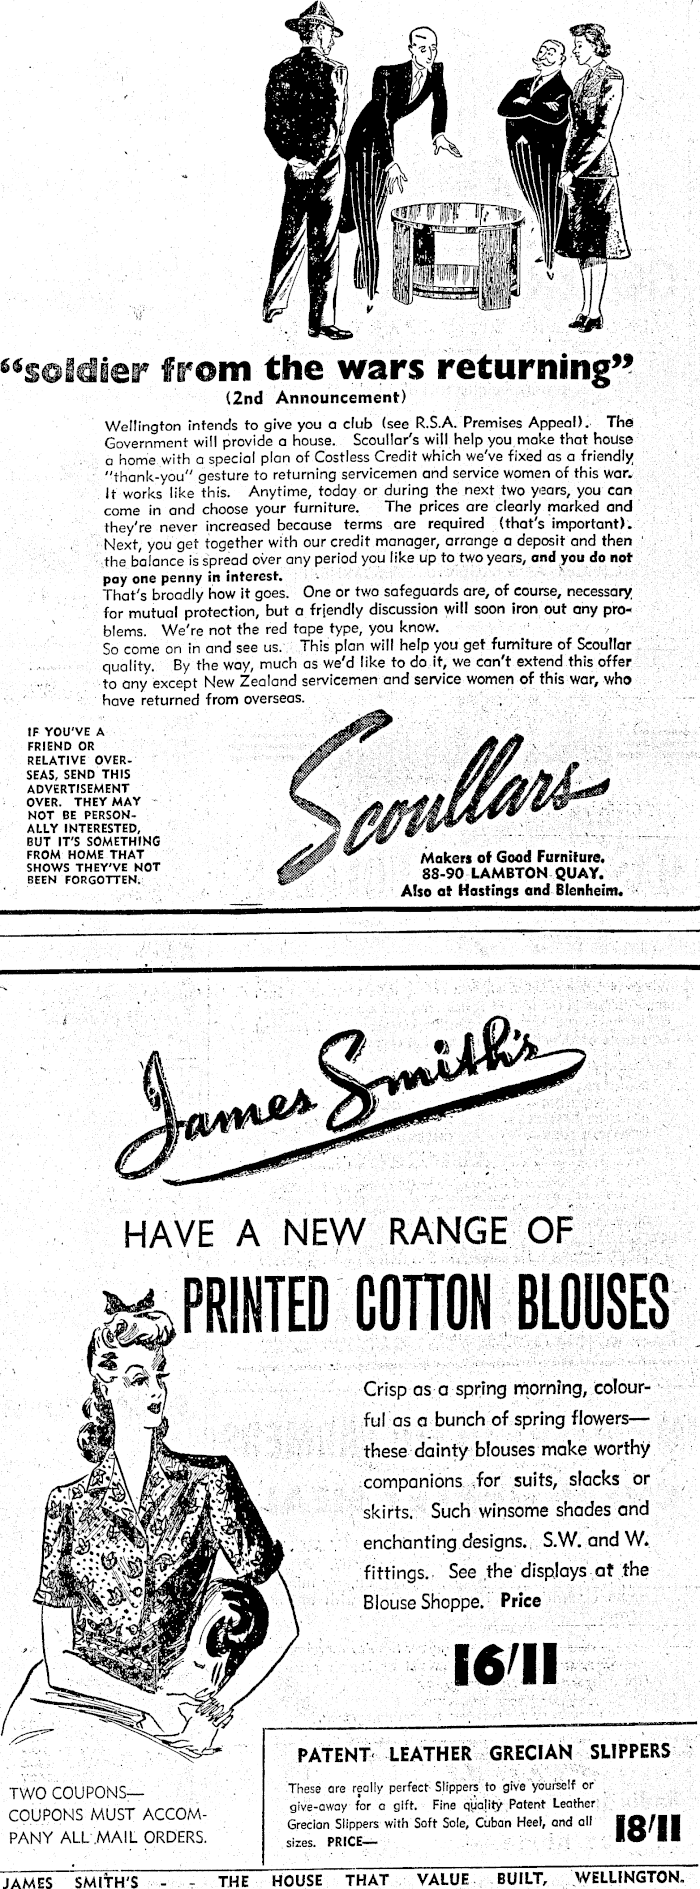 “soldier from the wars returning”
(2nd Announcement)
Wellington intends to give you a club (see R.S.A. Premises Appeal). The
Government will provide a house. Scoullar's will help you make that house
a home with a special plan of Costless Credit which we've fixed as a friendly
“thank-you” gesture to returning servicemen and service women of this war.
It works like this. Anytime, today or during the next two years, you can
come in and choose your furniture. The prices are clearly marked and
they're never increased because terms are required (that's important).
Next, you get together with our credit manager, arrange a deposit and then
the balance is spread over any period you like up to two years, and you do not
pay one penny in interest.
That's broadly how it goes. One or two safeguards are, of course, necessary
for mutual protection, but a friendly discussion will soon iron out any pro-
blems. We're not the red tape type, you know.
So come on in and see us. This plan will help you get furniture of Scoullar
quality. By the way, much as we'd like to do it, we can't extend this offer
to any except New Zealand servicemen and service women of this war, who
have returned from overseas.
IF YOU'VE A
FRIEND OR
RELATIVE OVER-
SEAS, SEND THIS
ADVERTISEMENT
OVER. THEY MAY
NOT BE PERSON-
ALLY INTERESTED,
BUT IT'S SOMETHING
FROM HOME THAT
SHOWS THEY'VE NOT
BEEN FORGOTTEN.
Scoullars
Makers of Good Furniture.
88-90 LAMBTON QUAY.
Also at Hastings and Blenheim.
James Smith's
HAVE A NEW RANGE OF
PRINTED COTTON BLOUSES
Crisp as a spring morning, colour-
ful as a bunch of spring flowers—
these dainty blouses make worthy
companions for suits, slacks or
skirts. Such winsome shades and
enchanting designs. S.W. and W.
fittings. See the displays at the
Blouse Shoppe. Price
16/11
TWO COUPONS—
COUPONS MUST ACCOM-
PANY ALL MAIL ORDERS.
PATENT LEATHER GRECIAN SLIPPERS
These are really perfect Slippers to give yourself or
give-away for a gift. Fine quality Patent Leather
Grecian Slippers with Soft Sole, Cuban Heel, and all
sizes. PRICE—
18/11
JAMES SMITH'S - - THE HOUSE THAT VALUE BUILT, WELLINGTON.